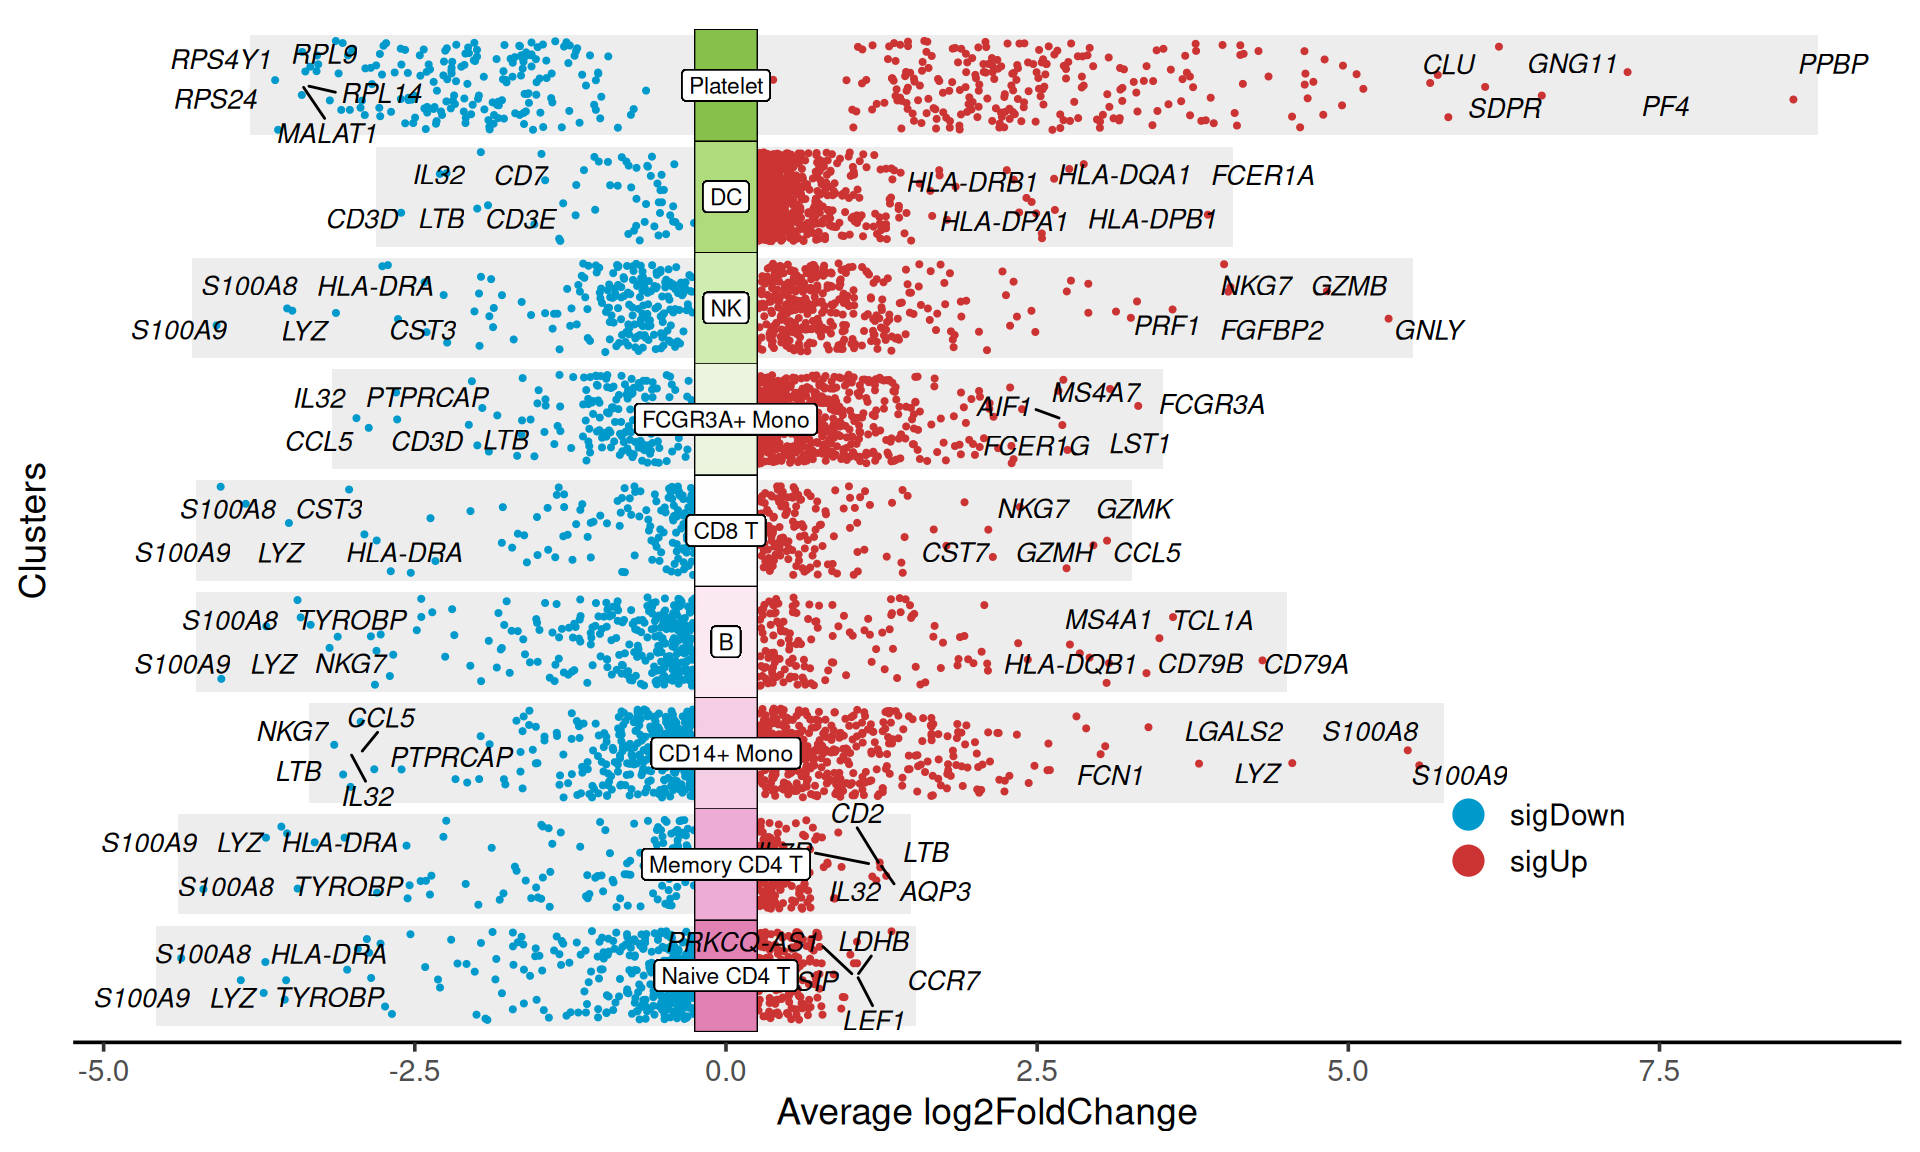 RPS4Y1 RPL9 CLU GNG11 PPBP
Platelet
RPS24 RPL14 SDPR PF4
MALAT1
IL32 CD7 HLA-DRB1 HLA-DQA1 FCER1A
DC
CD3D LTB CD3E HLA-DPA1 HLA-DPB1
S100A8 HLA-DRA NKG7 GZMB
NK
S100A9 LYZ CST3 PRF1 FGFBP2 GNLY
IL32 PTPRCAP AIF1 MS4A7 FCGR3A
FCGR3A+ Mono
CCL5 CD3D LTB FCER1G LST1
S100A8 CST3 NKG7 GZMK
CD8 T
S100A9 LYZ HLA-DRA CST7 GZMH CCL5
S100A8 TYROBP MS4A1 TCL1A
B
S100A9 LYZ NKG7 HLA-DQB1 CD79B CD79A
NKG7 CCL5 LGALS2 S100A8
CD14+ Mono
LTB PTPRCAP FCN1 LYZ S100A9
IL32
CD2
S100A9 LYZ HLA-DRA IL7R LTB
Memory CD4 T
S100A8 TYROBP IL32 AQP3
S100A8 HLA-DRA PRKCQ-AS1 LDHB
Naive CD4 T
CCR7
S100A9 LYZ TYROBP
LEF1
sigDown
sigUp
Clusters
-5.0 -2.5 0.0 2.5 5.0 7.5
Average log2FoldChange